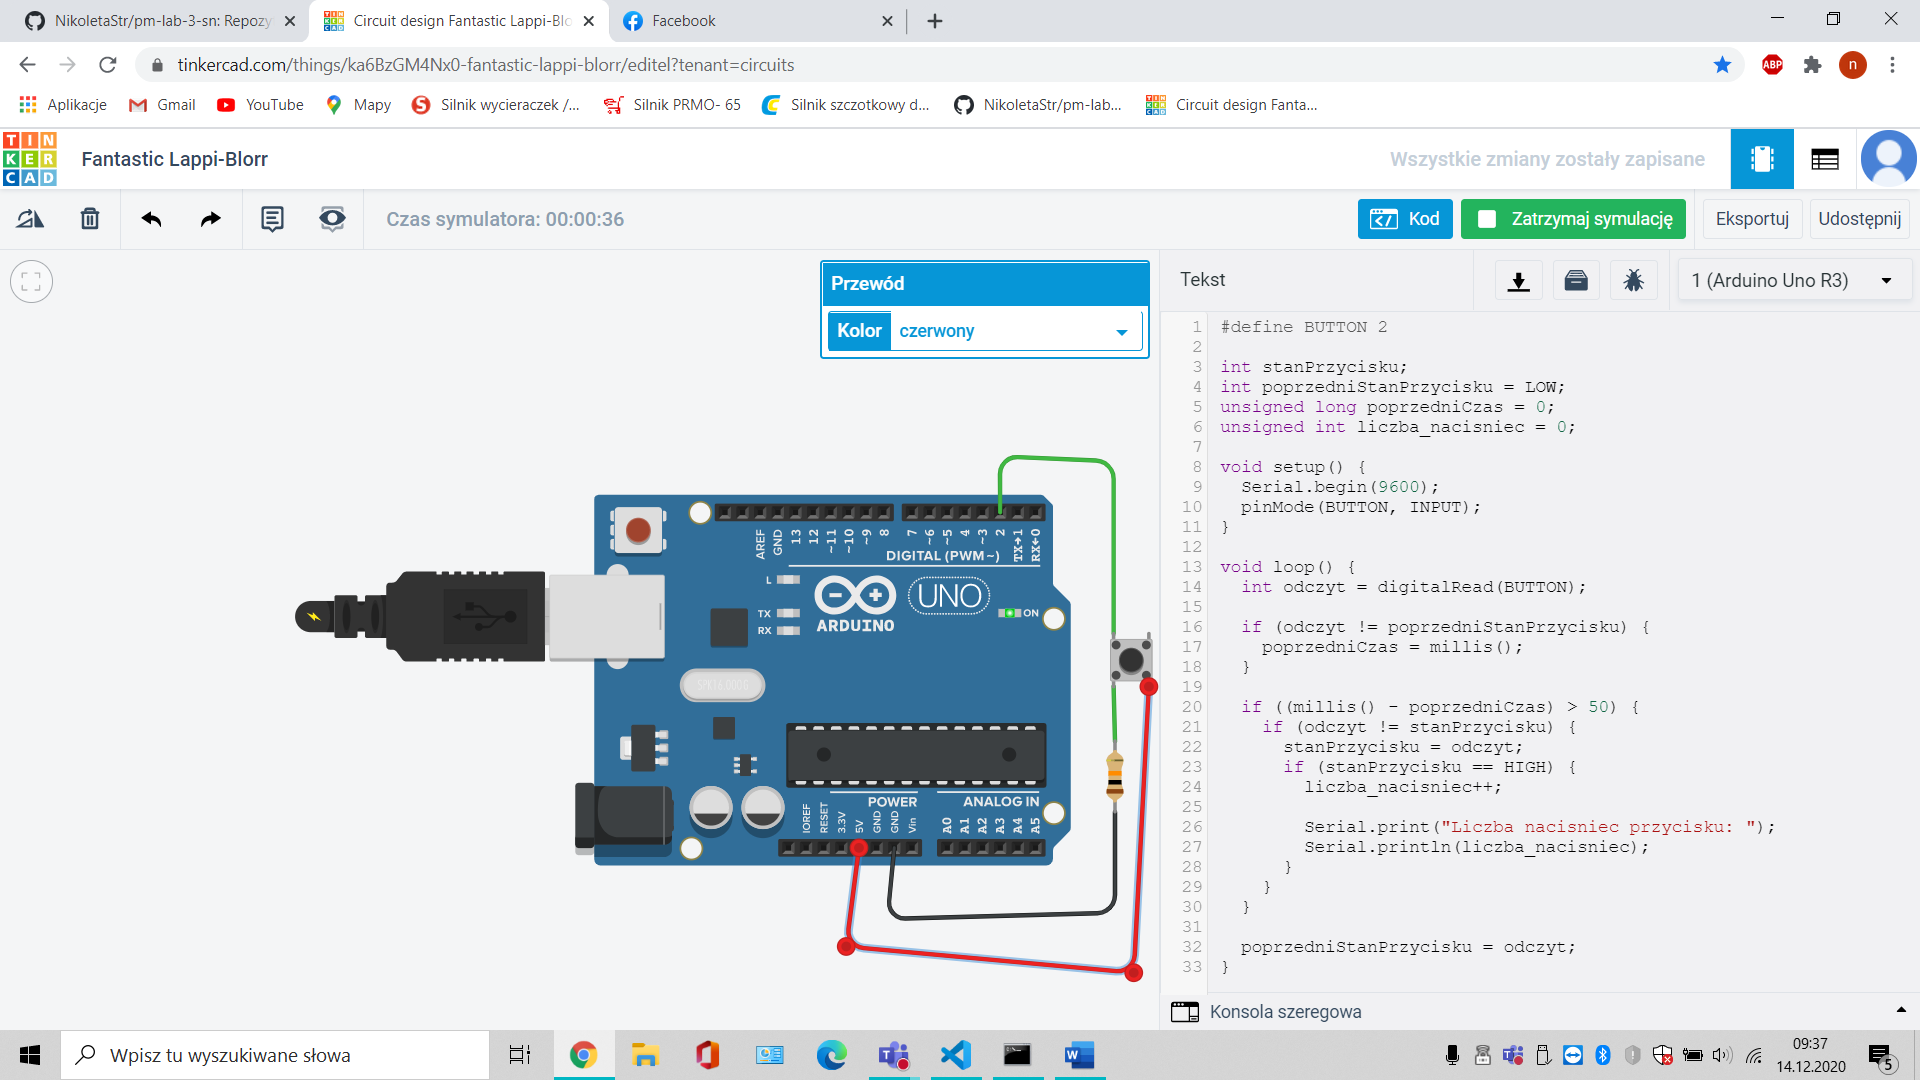 NikoletaStr/pm-lab-3-sn: Repozy
Circuit design Fantastic Lappi-Blo
Facebook
tinkercad.com/things/ka6BzGM4Nx0-fantastic-lappi-blorr/editel?tenant=circuits
ABP
n
Aplikacje
Gmail
YouTube
Mapy
Silnik wycieraczek /...
Silnik PRMO- 65
Silnik szczotkowy d...
NikoletaStr/pm-lab...
Circuit design Fanta...
TIN
KER
CAD
Fantastic Lappi-Blorr
Wszystkie zmiany zostały zapisane
Czas symulatora: 00:00:36
Kod
Zatrzymaj symulację
Eksportuj
Udostępnij
Przewód
Kolor
czerwony
Tekst
1 (Arduino Uno R3)
AREF
GND
13
12
~11
~10
~9
8
7
~6
~5
4
~3
2
TX→1
RX←0
DIGITAL (PWM~)
L
TX
RX
ARDUINO
UNO
ON
POWER
ANALOG IN
IOREF
RESET
3.3V
5V
GND
GND
Vin
A0
A1
A2
A3
A4
A5
1 #define BUTTON 2
2
3 int stanPrzycisku;
4 int poprzedniStanPrzycisku = LOW;
5 unsigned long poprzedniCzas = 0;
6 unsigned int liczba_nacisniec = 0;
7
8 void setup() {
9 Serial.begin(9600);
10 pinMode(BUTTON, INPUT);
11 }
12
13 void loop() {
14 int odczyt = digitalRead(BUTTON);
15
16 if (odczyt != poprzedniStanPrzycisku) {
17 poprzedniCzas = millis();
18 }
19
20 if ((millis() - poprzedniCzas) > 50) {
21 if (odczyt != stanPrzycisku) {
22 stanPrzycisku = odczyt;
23 if (stanPrzycisku == HIGH) {
24 liczba_nacisniec++;
25
26 Serial.print("Liczba nacisniec przycisku: ");
27 Serial.println(liczba_nacisniec);
28 }
29 }
30 }
31
32 poprzedniStanPrzycisku = odczyt;
33 }
Konsola szeregowa
Wpisz tu wyszukiwane słowa
09:37
14.12.2020
5